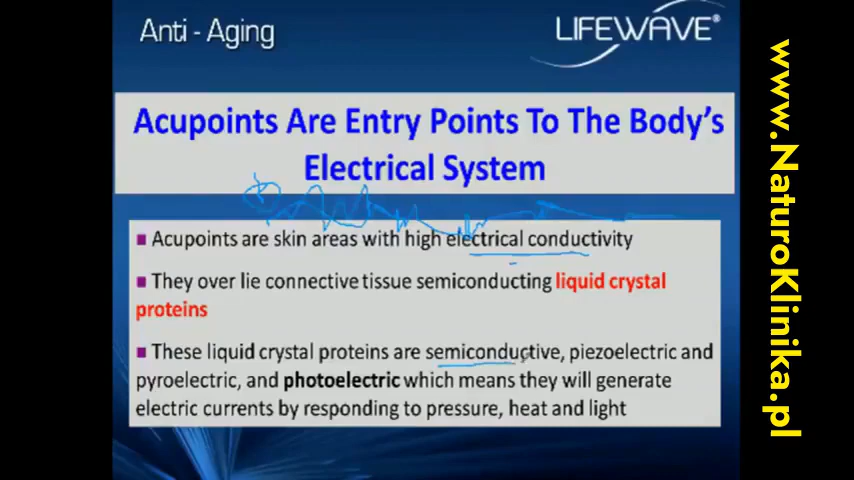 Anti - Aging
LIFEWAVE®
Acupoints Are Entry Points To The Body's
Electrical System
■ Acupoints are skin areas with high electrical conductivity
■ They over lie connective tissue semiconducting liquid crystal
proteins
■ These liquid crystal proteins are semiconductive, piezoelectric and
pyroelectric, and photoelectric which means they will generate
electric currents by responding to pressure, heat and light
www.NaturoKlinika.pl